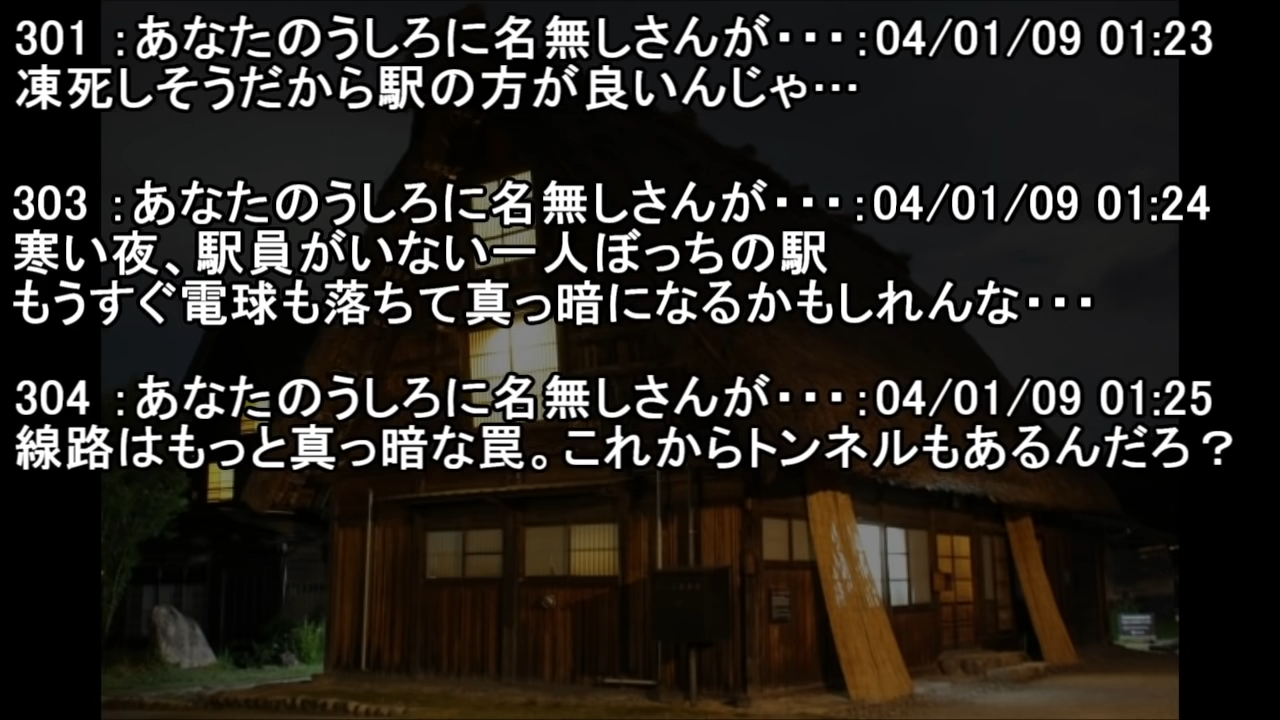 301 ：あなたのうしろに名無しさんが・・・：04/01/09 01:23
凍死しそうだから駅の方が良いんじゃ…
303 ：あなたのうしろに名無しさんが・・・：04/01/09 01:24
寒い夜、駅員がいない一人ぼっちの駅
もうすぐ電球も落ちて真っ暗になるかもしれんな・・・
304 ：あなたのうしろに名無しさんが・・・：04/01/09 01:25
線路はもっと真っ暗な罠。これからトンネルもあるんだろ？